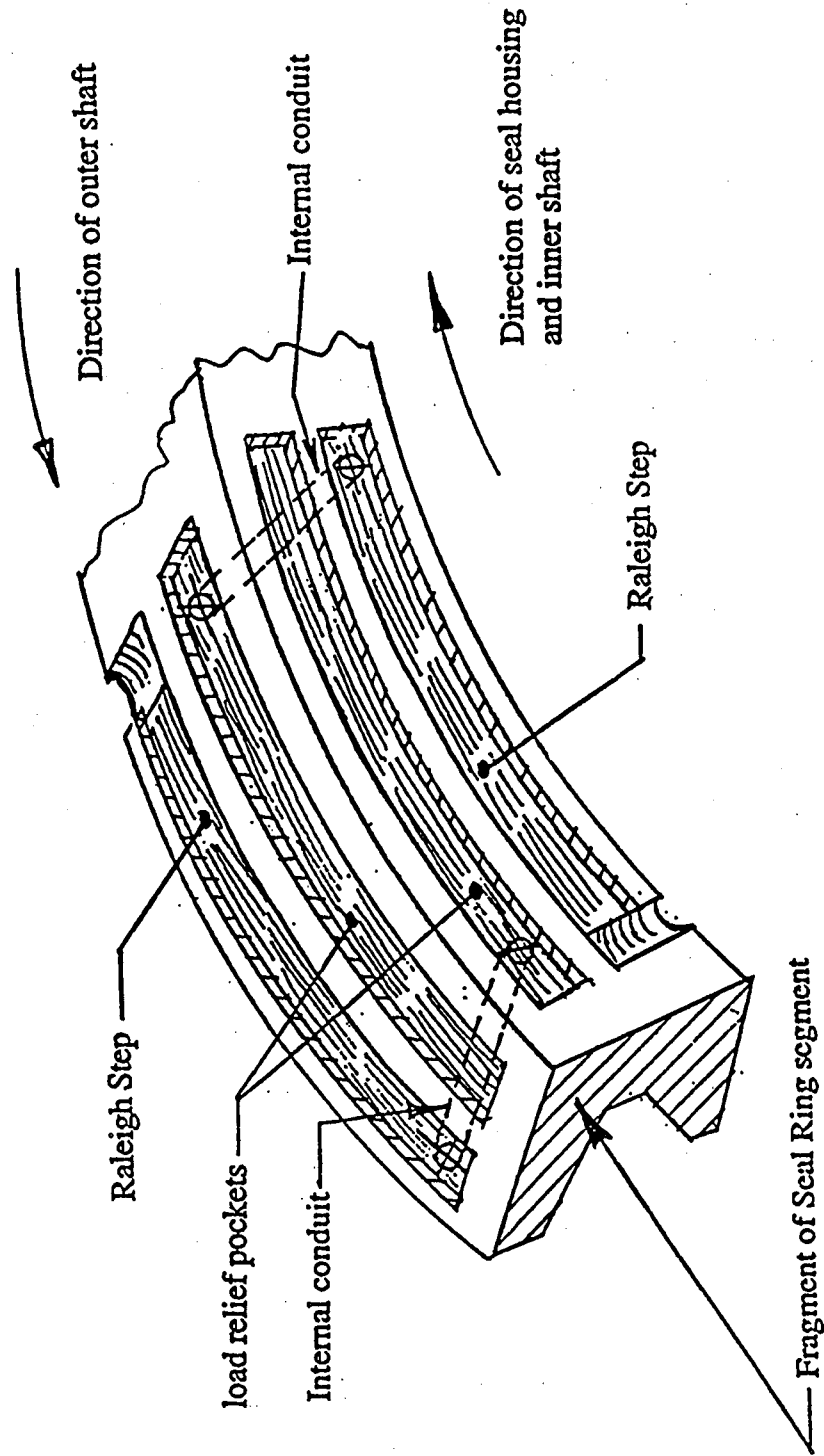 Direction of outer shaft
Internal conduit
Direction of seal housing
and inner shaft
Raleigh Step
Raleigh Step
load relief pockets
Internal conduit
Fragment of Seal Ring segment